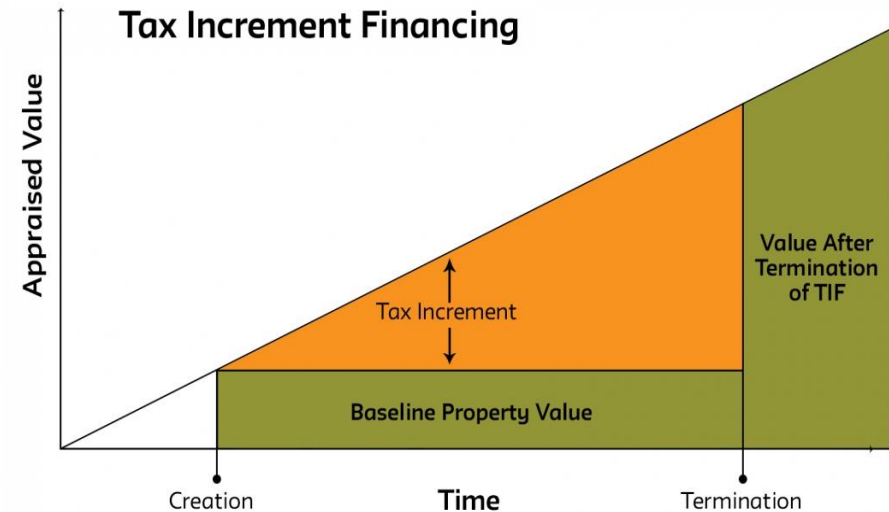 Tax Increment Financing
Appraised Value
Tax Increment
Value After
Termination
of TIF
Baseline Property Value
Creation
Time
Termination